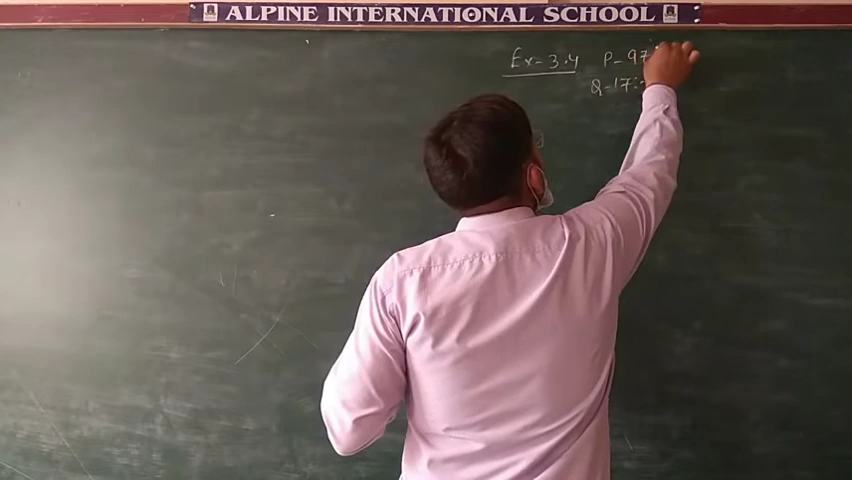 ALPINE INTERNATIONAL SCHOOL
Ex-3.4 P-97
Q-17:-